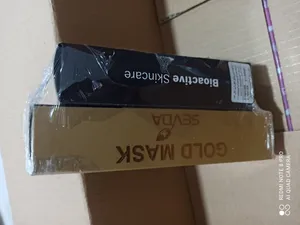 Bioactive Skincare
SEVDA
GOLD MASK
REDMI NOTE 8 PRO
AI QUAD CAMERA